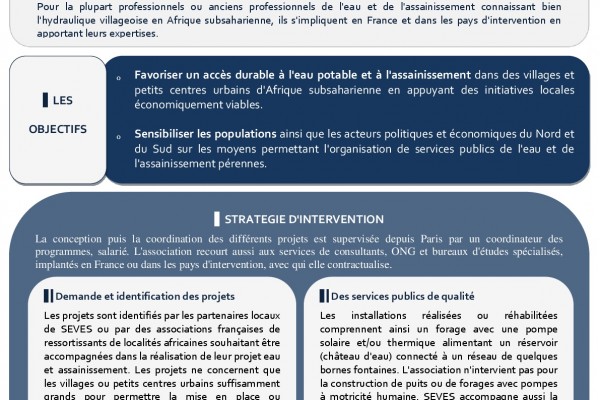 Pour la plupart professionnels ou anciens professionnels de l'eau et de l'assainissement connaissant bien
l'hydraulique villageoise en Afrique subsaharienne, ils s'impliquent en France et dans les pays d'intervention en
apportant leurs expertises.
LES
OBJECTIFS
o Favoriser un accès durable à l'eau potable et à l'assainissement dans des villages et
petits centres urbains d'Afrique subsaharienne en appuyant des initiatives locales
économiquement viables.
o Sensibiliser les populations ainsi que les acteurs politiques et économiques du Nord et
du Sud sur les moyens permettant l'organisation de services publics de l'eau et de
l'assainissement pérennes.
STRATEGIE D'INTERVENTION
La conception puis la coordination des différents projets est supervisée depuis Paris par un coordinateur des
programmes, salarié. L'association recourt aussi aux services de consultants, ONG et bureaux d'études spécialisés,
implantés en France ou dans les pays d'intervention, avec qui elle contractualise.
Demande et identification des projets
Les projets sont identifiés par les partenaires locaux
de SEVES ou par des associations françaises de
ressortissants de localités africaines souhaitant être
accompagnées dans la réalisation de leur projet eau
et assainissement. Les projets ne concernent que
les villages ou petits centres urbains suffisamment
grands pour permettre la mise en place ou
Des services publics de qualité
Les installations réalisées ou réhabilitées
comprennent ainsi un forage avec une pompe
solaire et/ou thermique alimentant un réservoir
(château d'eau) connecté à un réseau de quelques
bornes fontaines. L'association n'intervient pas pour
la construction de puits ou de forages avec pompes
à motricité humaine. SEVES accompagne aussi la